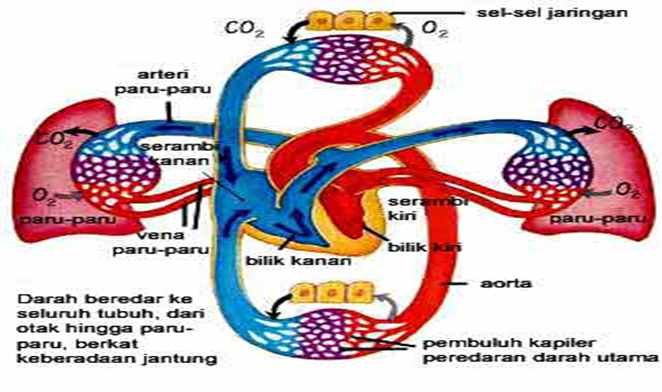 sel-sel jaringan
CO2
O2
arteri
paru-paru
CO2
serambi
kanan
CO2
O2
paru-paru
serambi
kiri
O2
paru-paru
vena
paru-paru
bilik kanan
bilik kiri
aorta
Darah beredar ke
seluruh tubuh, dari
otak hingga paru-
paru, berkat
keberadaan jantung
pembuluh kapiler
peredaran darah utama